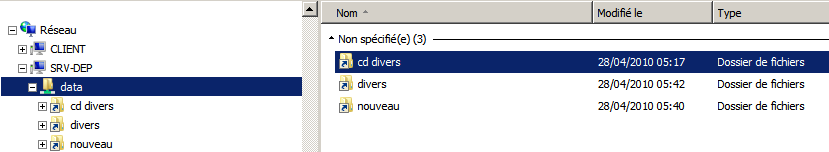 Réseau
CLIENT
SRV-DEP
data
cd divers
divers
nouveau
Nom Modifié le Type
Non spécifié(e) (3)
cd divers 28/04/2010 05:17 Dossier de fichiers
divers 28/04/2010 05:42 Dossier de fichiers
nouveau 28/04/2010 05:40 Dossier de fichiers